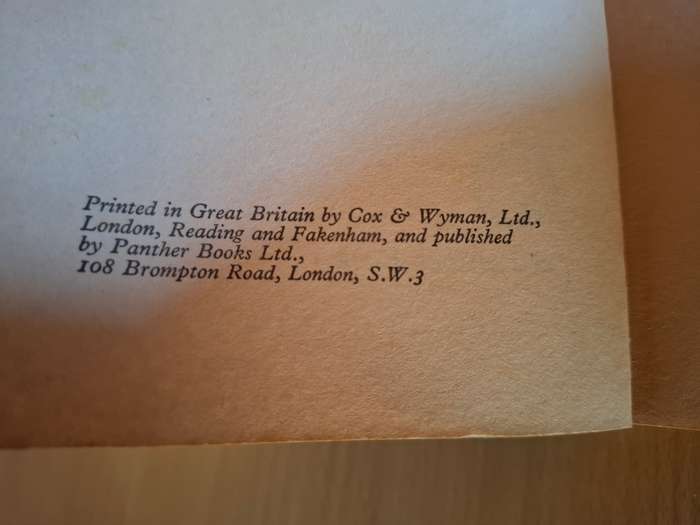 Printed in Great Britain by Cox & Wyman, Ltd.,
London, Reading and Fakenham, and published
by Panther Books Ltd.,
108 Brompton Road, London, S.W.3